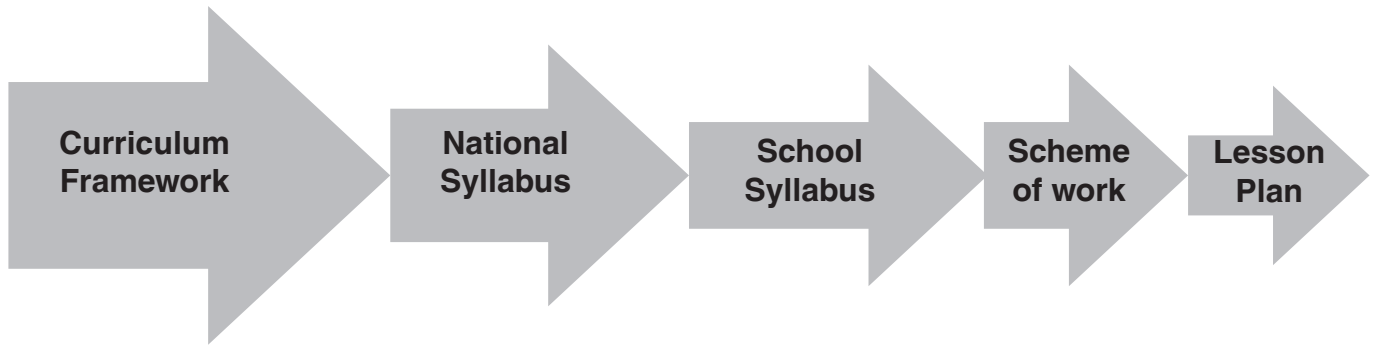 Curriculum
Framework
National
Syllabus
School
Syllabus
Scheme
of work
Lesson
Plan